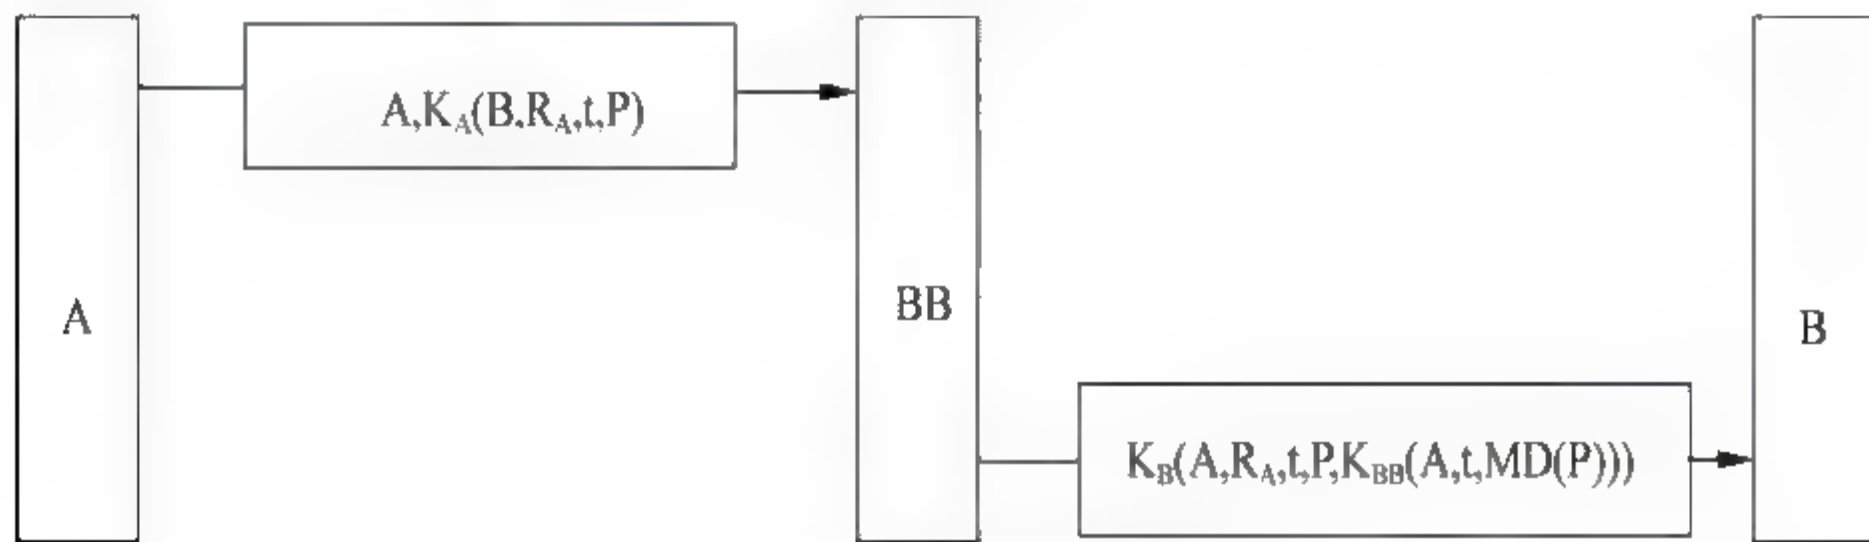 A,K_A(B,R_A,t,P)
A
BB
B
K_B(A,R_A,t,P,K_BB(A,t,MD(P)))